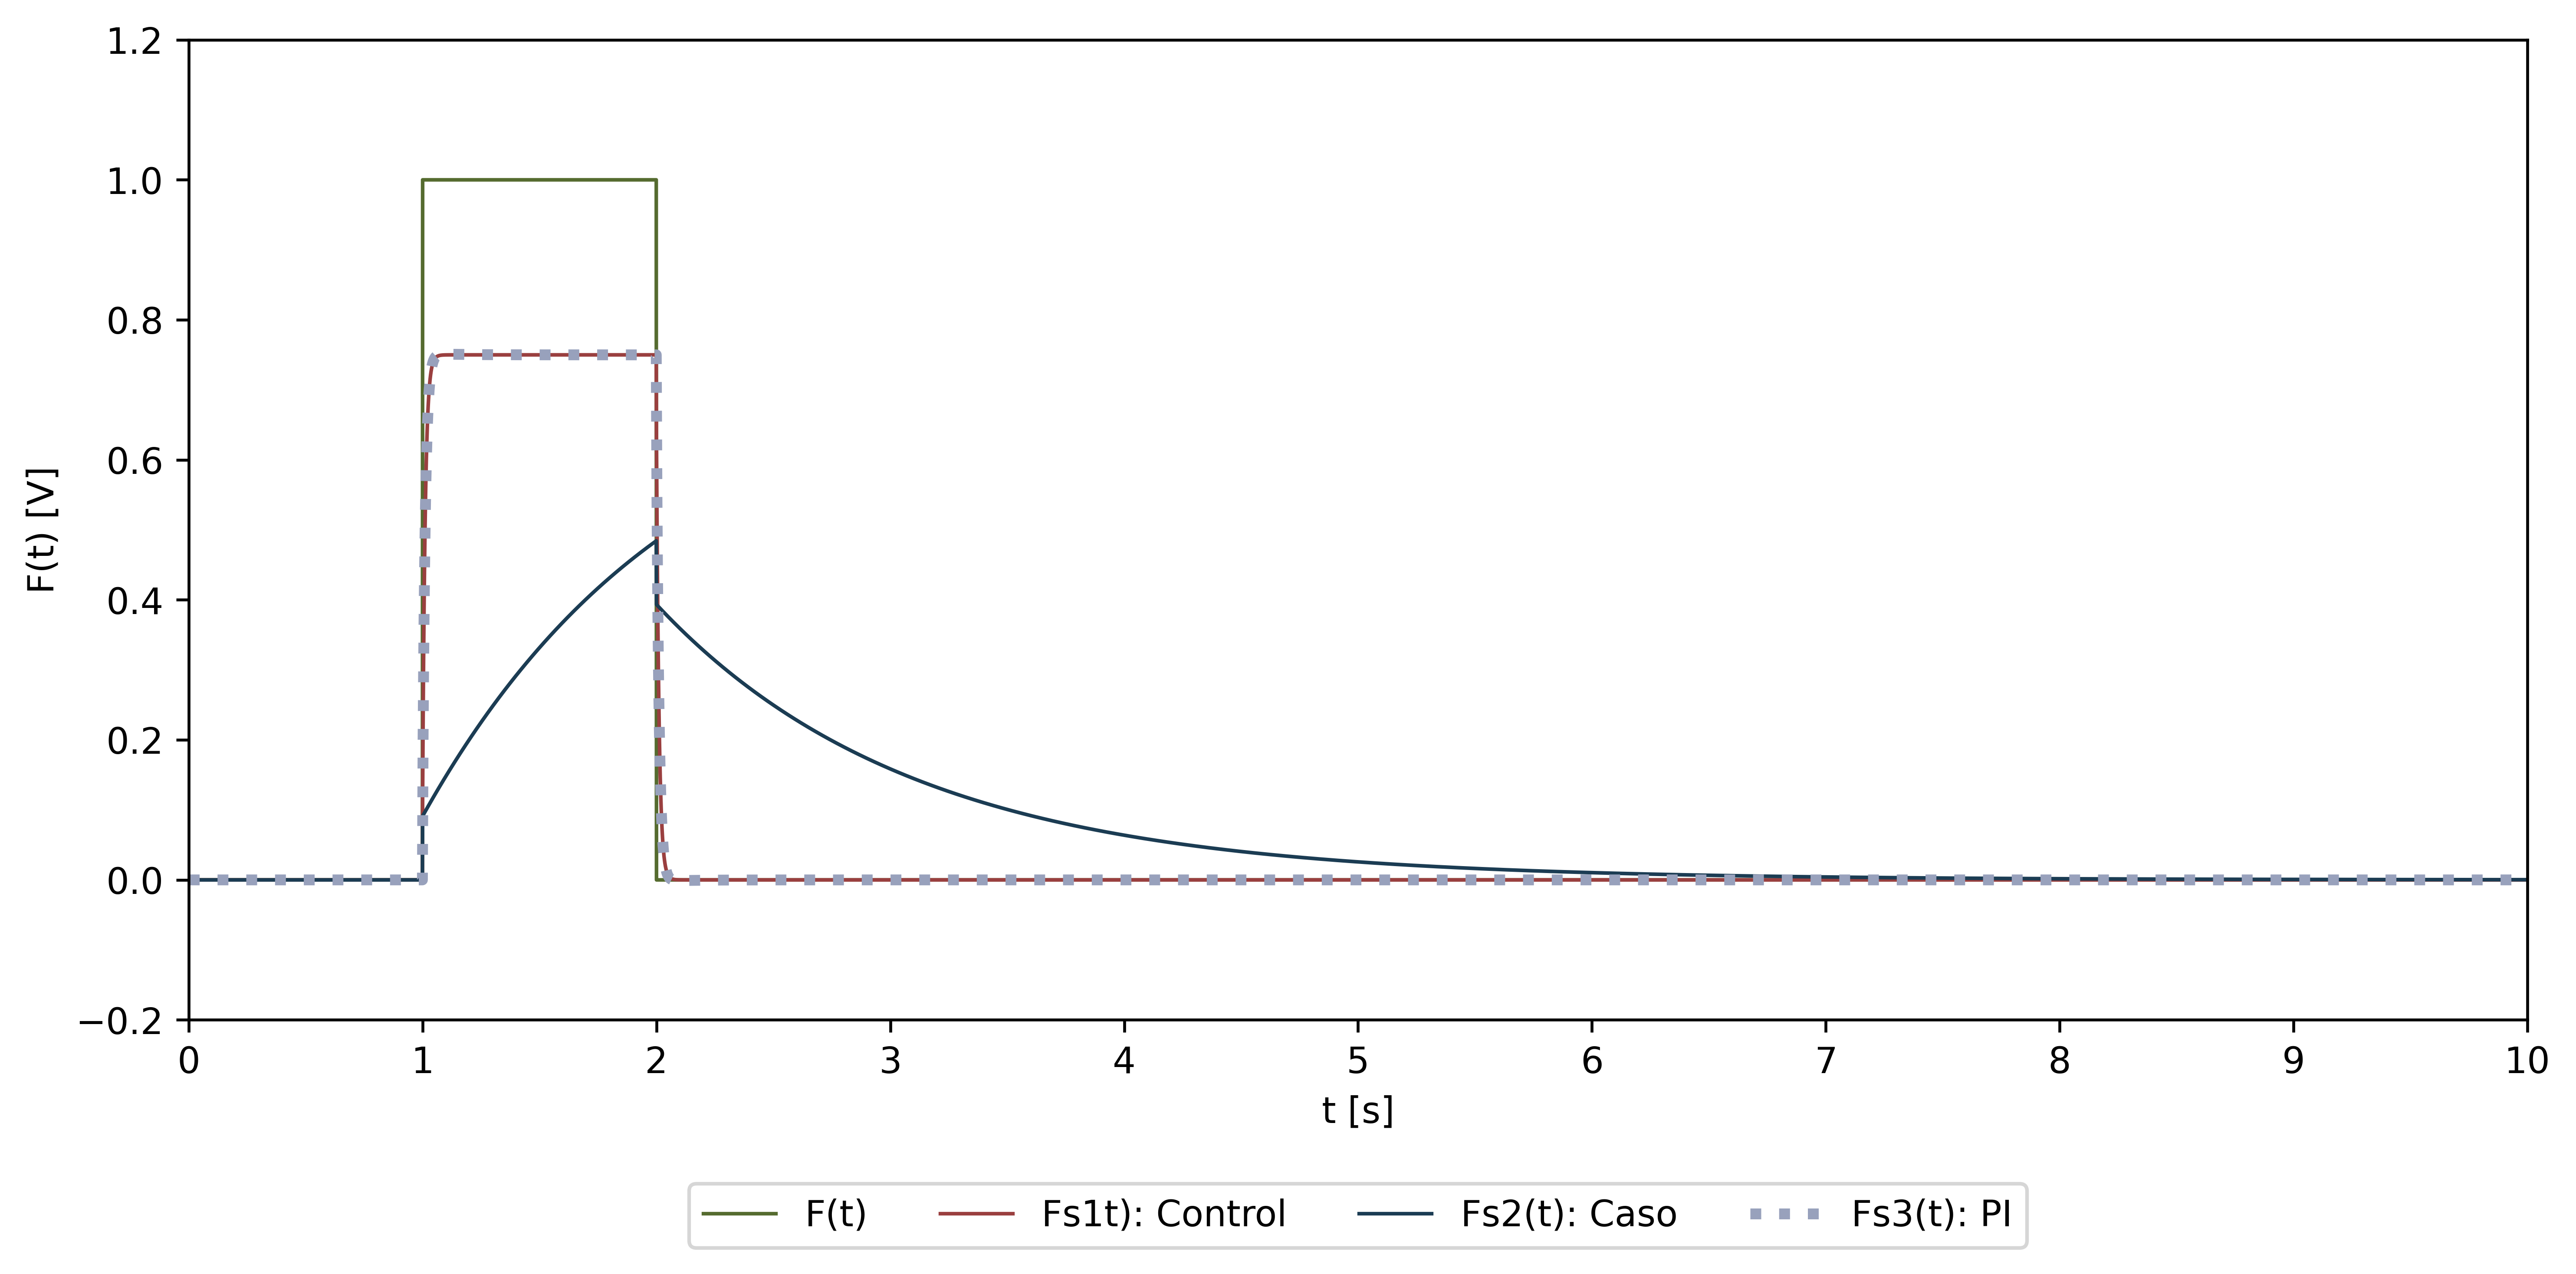 1.2
1.0
0.8
0.6
0.4
0.2
0.0
−0.2
F(t) [V]
0 1 2 3 4 5 6 7 8 9 10
t [s]
F(t) Fs1t): Control Fs2(t): Caso Fs3(t): PI